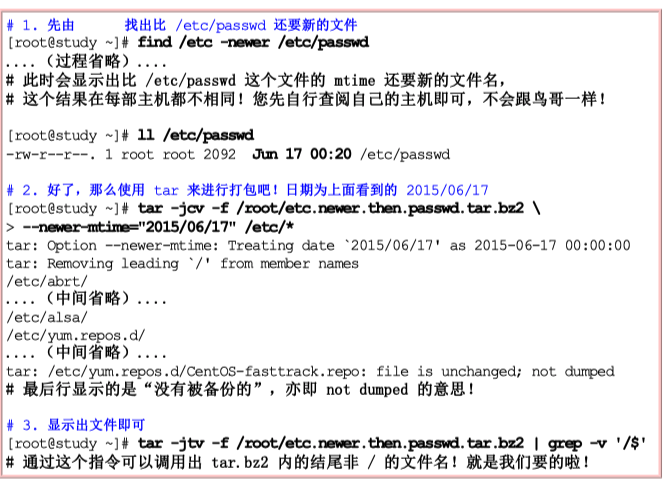 # 1. 先由 找出比 /etc/passwd 还要新的文件
[root@study ~]# find /etc -newer /etc/passwd
....（过程省略）....
# 此时会显示出比 /etc/passwd 这个文件的 mtime 还要新的文件名，
# 这个结果在每部主机都不相同！您先自行查阅自己的主机即可，不会跟鸟哥一样！
[root@study ~]# ll /etc/passwd
-rw-r--r--. 1 root root 2092 Jun 17 00:20 /etc/passwd
# 2. 好了，那么使用 tar 来进行打包吧！日期为上面看到的 2015/06/17
[root@study ~]# tar -jcv -f /root/etc.newer.then.passwd.tar.bz2 \
> --newer-mtime="2015/06/17" /etc/*
tar: Option --newer-mtime: Treating date `2015/06/17' as 2015-06-17 00:00:00
tar: Removing leading `/' from member names
/etc/abrt/
....（中间省略）....
/etc/alsa/
/etc/yum.repos.d/
....（中间省略）....
tar: /etc/yum.repos.d/CentOS-fasttrack.repo: file is unchanged; not dumped
# 最后行显示的是“没有被备份的”，亦即 not dumped 的意思！
# 3. 显示出文件即可
[root@study ~]# tar -jtv -f /root/etc.newer.then.passwd.tar.bz2 | grep -v '/$'
# 通过这个指令可以调用出 tar.bz2 内的结尾非 / 的文件名！就是我们要的啦！